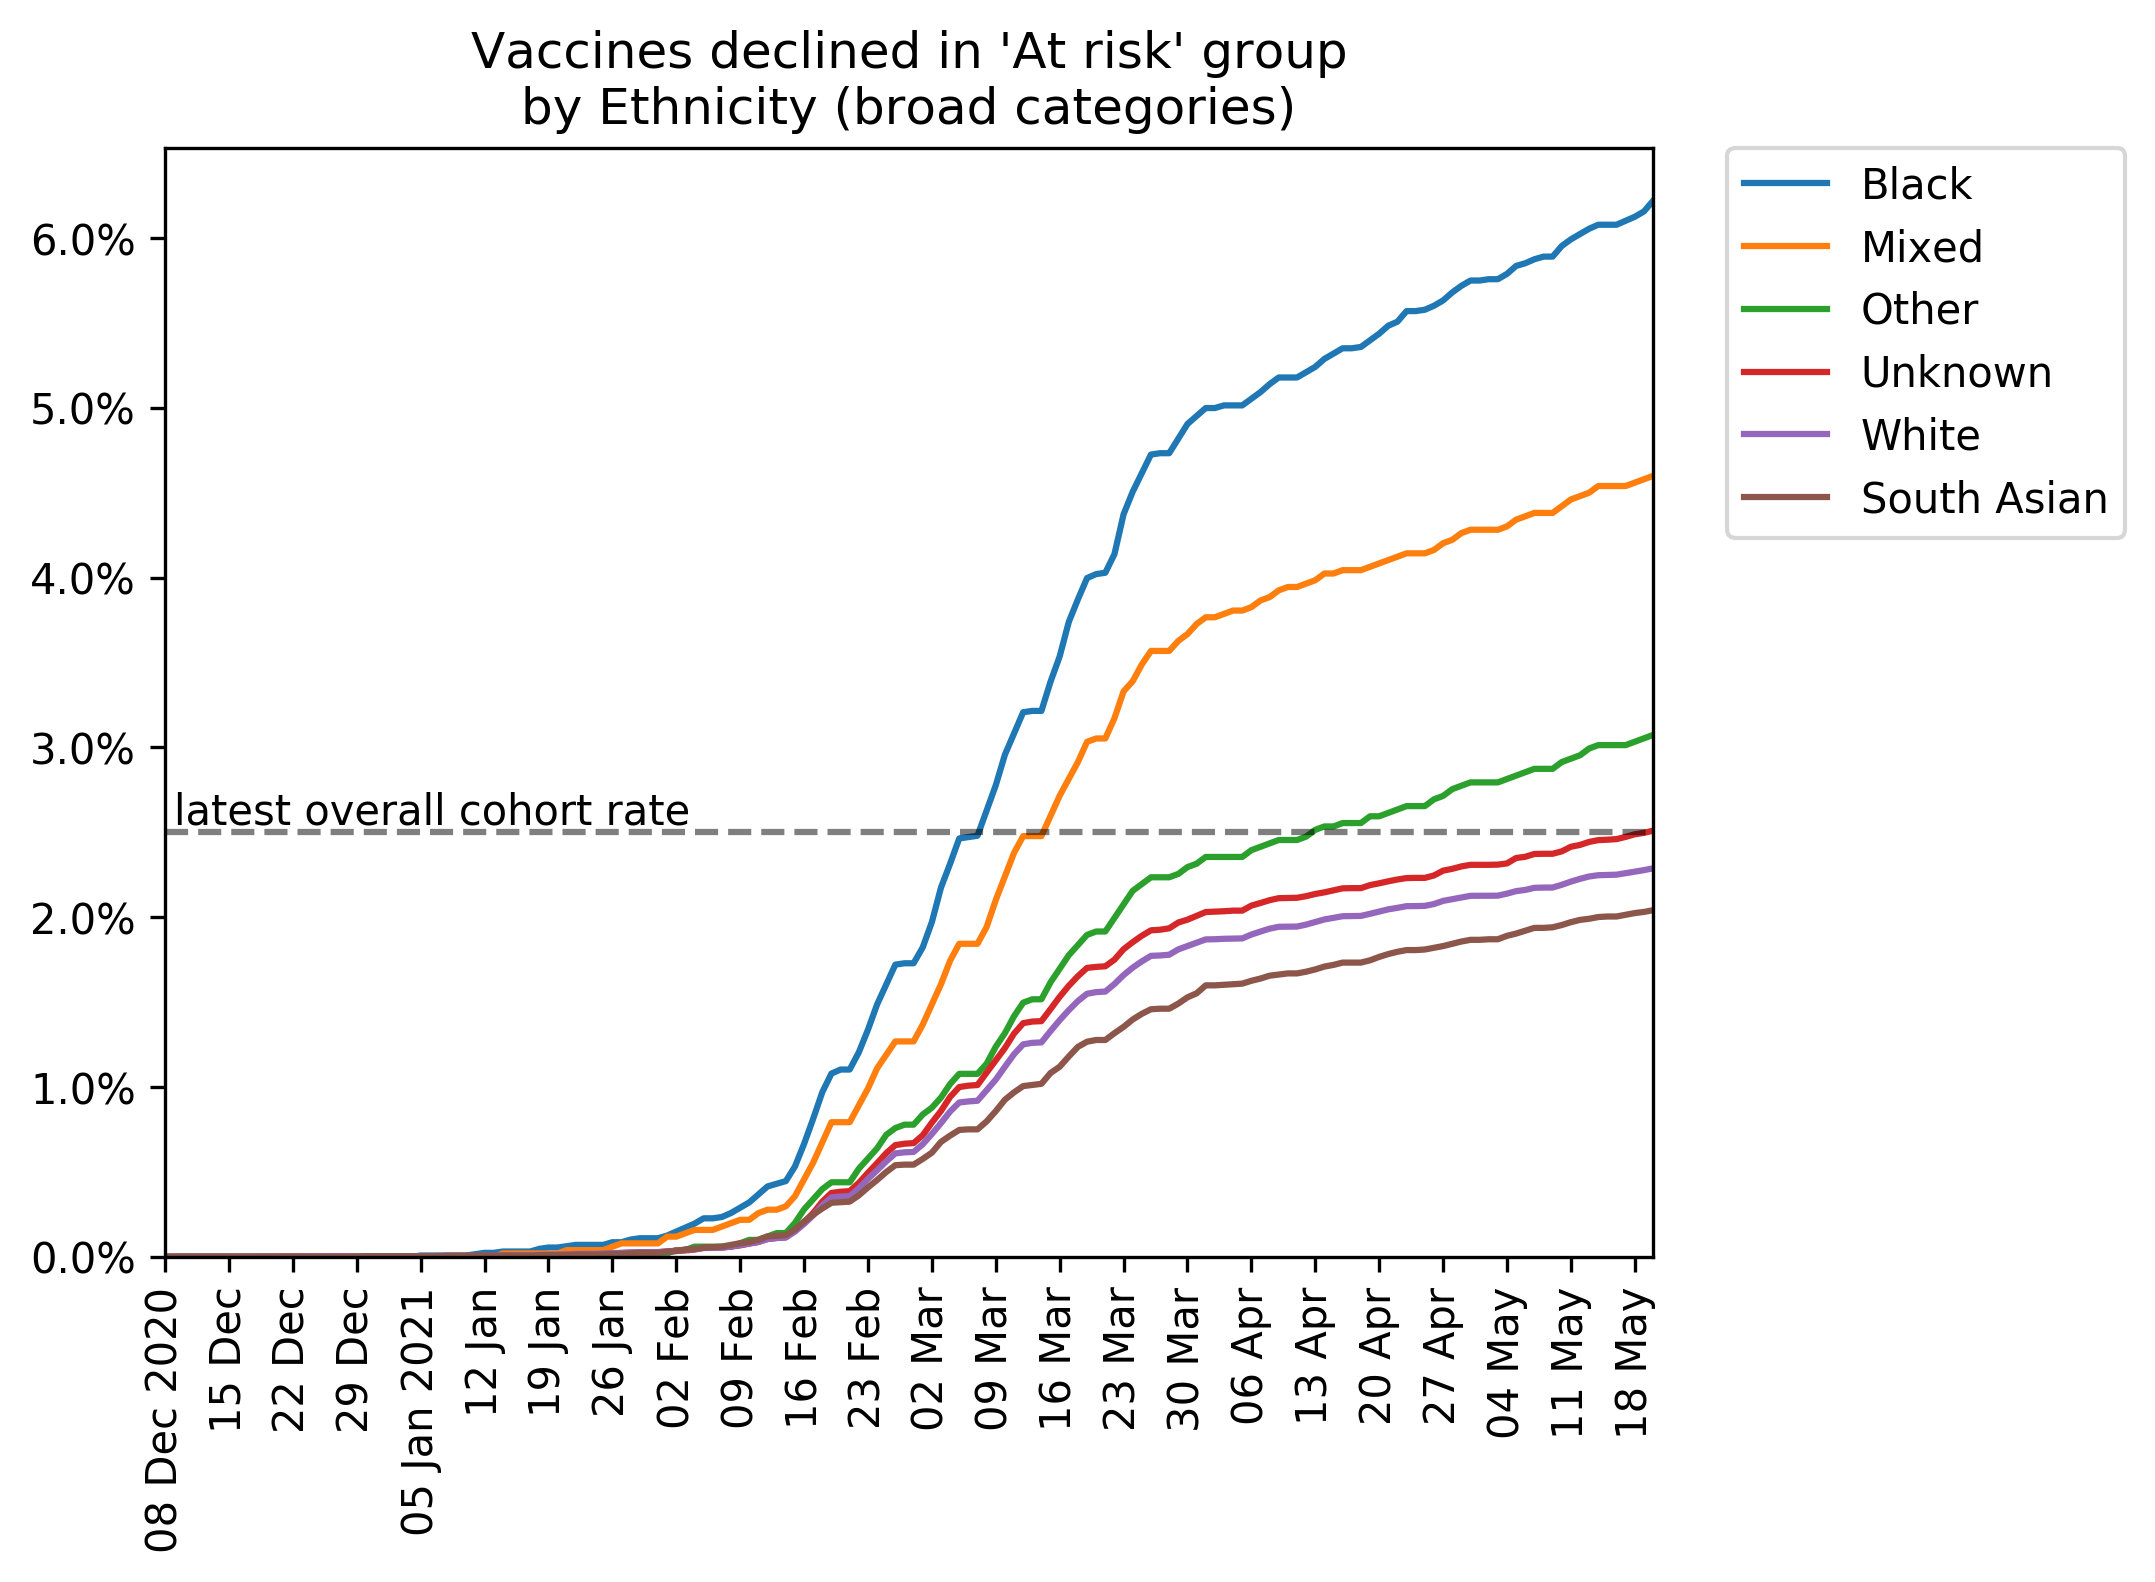 Vaccines declined in 'At risk' group
by Ethnicity (broad categories)
6.0%
5.0%
4.0%
3.0%
2.0%
1.0%
0.0%
latest overall cohort rate
08 Dec 2020
15 Dec
22 Dec
29 Dec
05 Jan 2021
12 Jan
19 Jan
26 Jan
02 Feb
09 Feb
16 Feb
23 Feb
02 Mar
09 Mar
16 Mar
23 Mar
30 Mar
06 Apr
13 Apr
20 Apr
27 Apr
04 May
11 May
18 May
Black
Mixed
Other
Unknown
White
South Asian